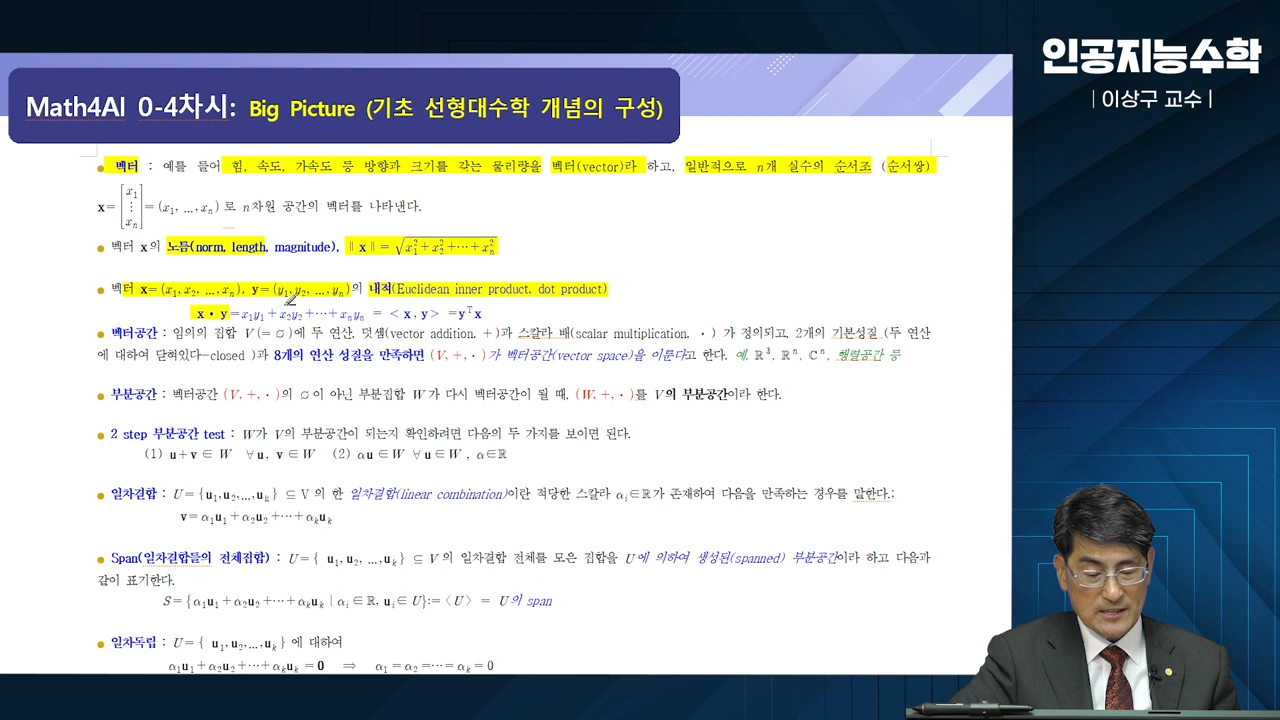 인공지능수학
| 이상구 교수 |
Math4AI 0-4차시: Big Picture (기초 선형대수학 개념의 구성)
● 벡터 : 예를 들어 힘, 속도, 가속도 등 방향과 크기를 갖는 물리량을 벡터(vector)라 하고, 일반적으로 n개 실수의 순서조 (순서쌍)
x = [x₁ ⋮ xₙ] = (x₁, …, xₙ) 로 n차원 공간의 벡터를 나타낸다.
● 벡터 x의 노름(norm, length, magnitude), ‖x‖ = √(x₁² + x₂² + ⋯ + xₙ²)
● 벡터 x=(x₁, x₂, …, xₙ), y=(y₁, y₂, …, yₙ)의 내적(Euclidean inner product, dot product)
x • y = x₁y₁ + x₂y₂ + ⋯ + xₙyₙ = < x, y > = yᵀx
● 벡터공간 : 임의의 집합 V(=∅)에 두 연산, 덧셈(vector addition, +)과 스칼라 배(scalar multiplication, ·) 가 정의되고, 2개의 기본성질 (두 연산
에 대하여 닫혀있다-closed )과 8개의 연산 성질을 만족하면 (V, +, ·)가 벡터공간(vector space)을 이룬다고 한다. 예, ℝ³, ℝⁿ, ℂⁿ, 행렬공간 등
● 부분공간 : 벡터공간 (V, +, ·)의 ∅이 아닌 부분집합 W가 다시 벡터공간이 될 때, (W, +, ·)를 V의 부분공간이라 한다.
● 2 step 부분공간 test : W가 V의 부분공간이 되는지 확인하려면 다음의 두 가지를 보이면 된다.
(1) u+v ∈ W ∀u, v ∈ W (2) αu ∈ W ∀u ∈ W , α∈ℝ
● 일차결합 : U={u₁,u₂,…,uₖ} ⊆ V 의 한 일차결합(linear combination)이란 적당한 스칼라 αᵢ∈ℝ가 존재하여 다음을 만족하는 경우를 말한다.;
v = α₁u₁ + α₂u₂ + ⋯ + αₖuₖ
● Span(일차결합들의 전체집합) : U={ u₁, u₂, …, uₖ} ⊆ V 의 일차결합 전체를 모은 집합을 U에 의하여 생성된(spanned) 부분공간이라 하고 다음과
같이 표기한다.
S = {α₁u₁ + α₂u₂ + ⋯ + αₖuₖ | αᵢ ∈ ℝ, uᵢ ∈ U} := ⟨U⟩ = U의 span
● 일차독립 : U={ u₁, u₂, …, uₖ } 에 대하여
α₁u₁ + α₂u₂ + ⋯ + αₖuₖ = 0 ⟹ α₁ = α₂ = ⋯ = αₖ = 0